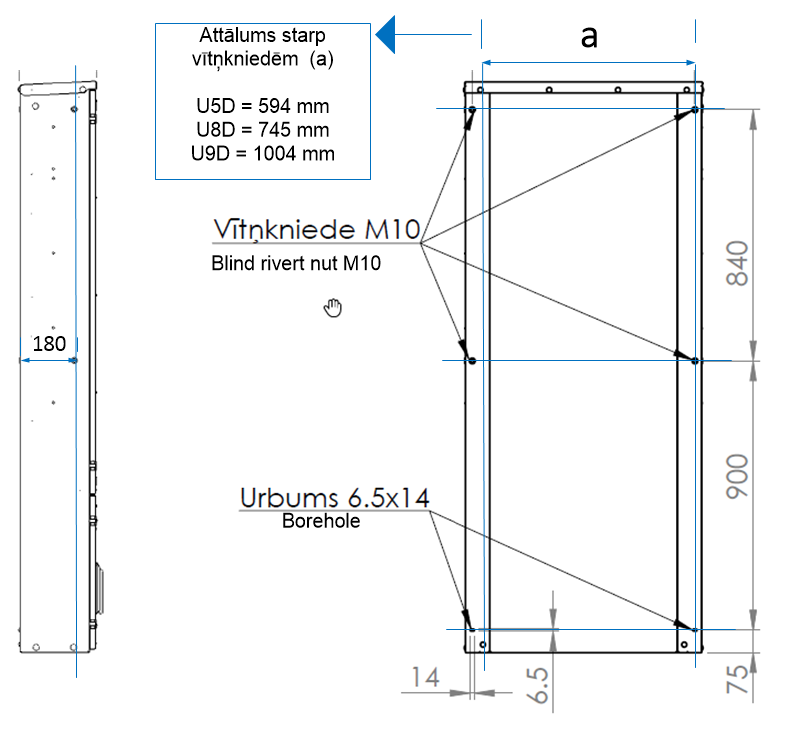 Attālums starp
vītņkniedēm (a)
U5D = 594 mm
U8D = 745 mm
U9D = 1004 mm
a
Vītņkniede M10
Blind rivert nut M10
840
180
900
Urbums 6.5x14
Borehole
14
6.5
75